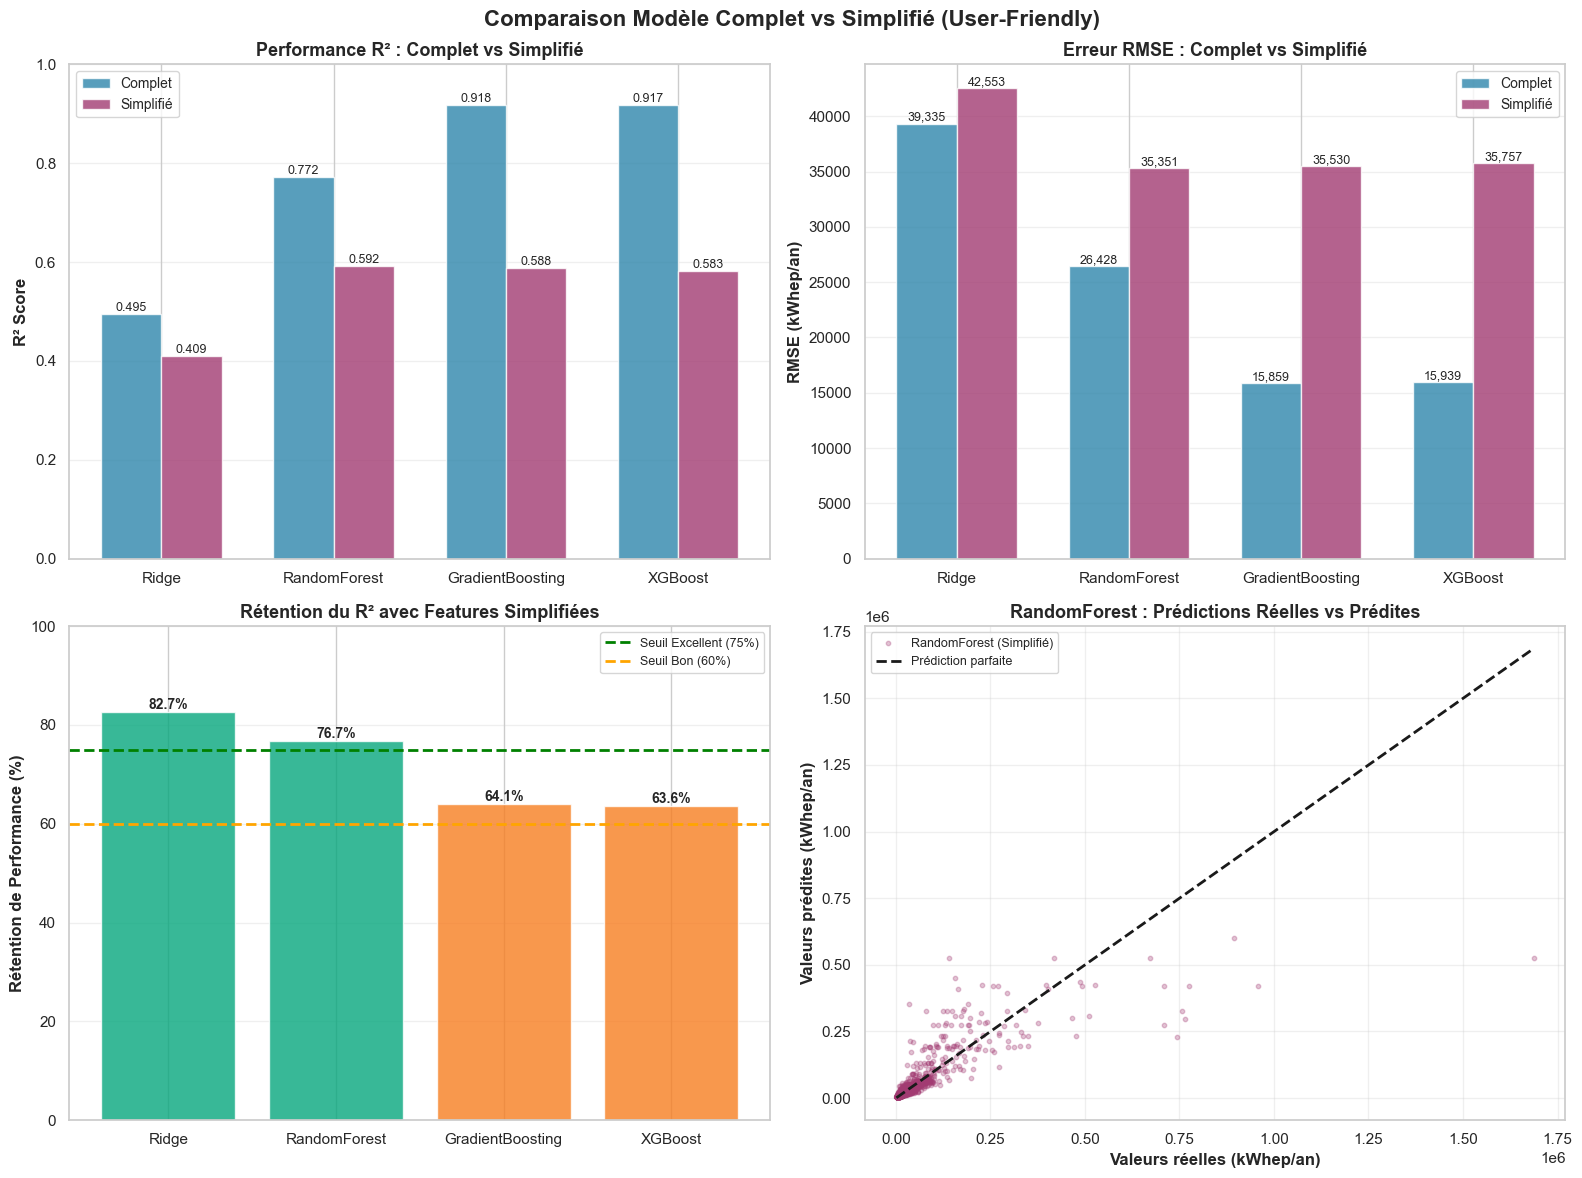 Comparaison Modèle Complet vs Simplifié (User-Friendly)
Performance R² : Complet vs Simplifié
Complet
Simplifié
R² Score
1.0
0.8
0.6
0.4
0.2
0.0
0.495
0.409
0.772
0.592
0.918
0.588
0.917
0.583
Ridge
RandomForest
GradientBoosting
XGBoost
Erreur RMSE : Complet vs Simplifié
Complet
Simplifié
RMSE (kWhep/an)
40000
35000
30000
25000
20000
15000
10000
5000
0
39,335
42,553
26,428
35,351
15,859
35,530
15,939
35,757
Ridge
RandomForest
GradientBoosting
XGBoost
Rétention du R² avec Features Simplifiées
Seuil Excellent (75%)
Seuil Bon (60%)
Rétention de Performance (%)
100
80
60
40
20
0
82.7%
76.7%
64.1%
63.6%
Ridge
RandomForest
GradientBoosting
XGBoost
RandomForest : Prédictions Réelles vs Prédites
1e6
RandomForest (Simplifié)
Prédiction parfaite
Valeurs prédites (kWhep/an)
1.75
1.50
1.25
1.00
0.75
0.50
0.25
0.00
0.00
0.25
0.50
0.75
1.00
1.25
1.50
1.75
1e6
Valeurs réelles (kWhep/an)